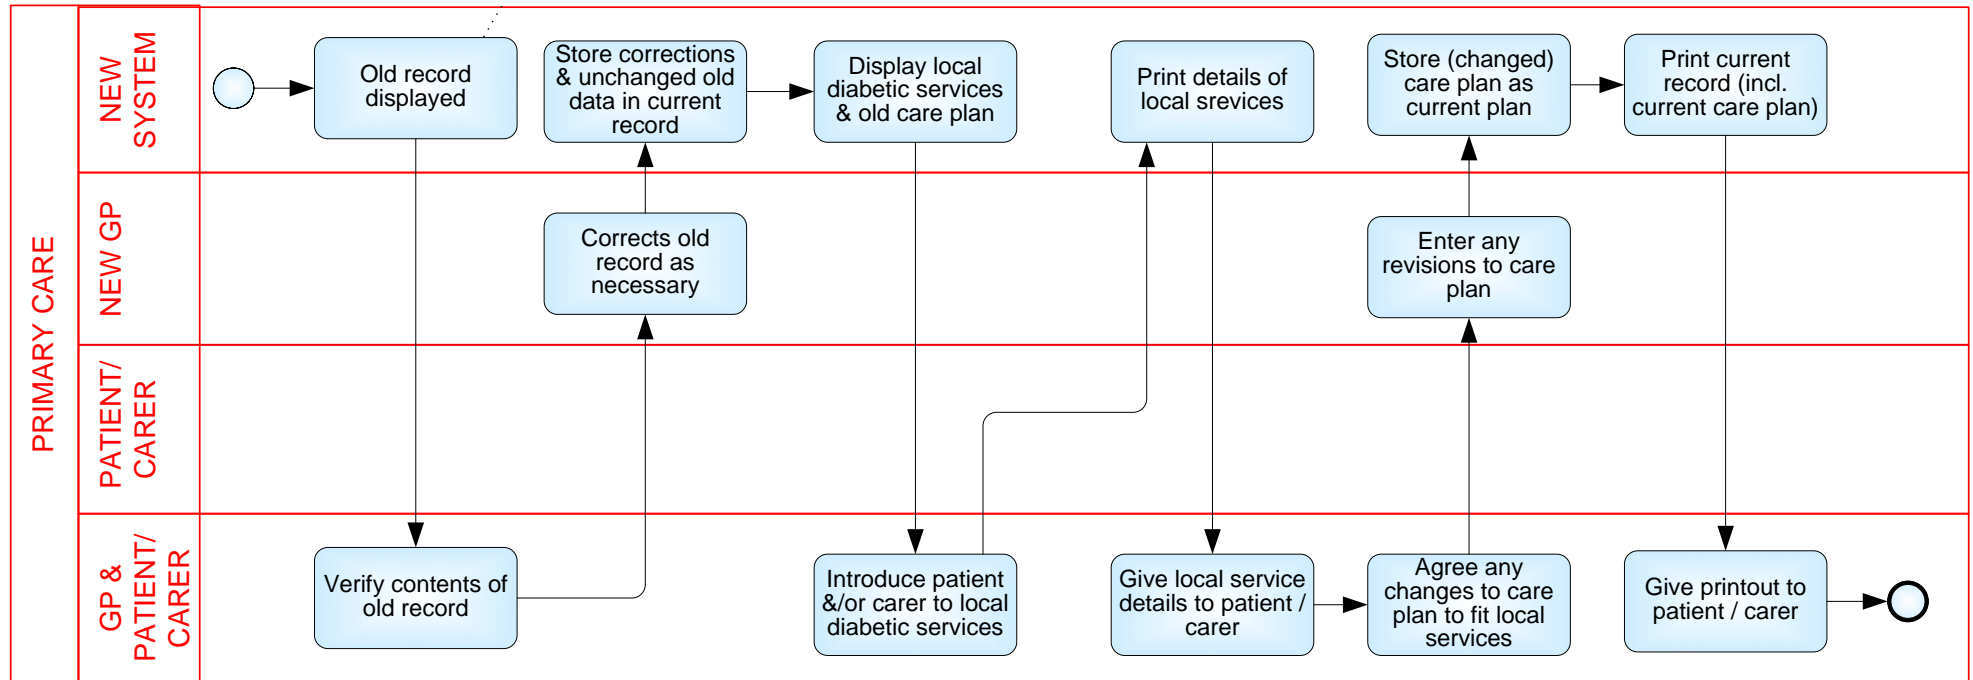 PRIMARY CARE
NEW
SYSTEM
Old record
displayed
Store corrections
& unchanged old
data in current
record
Display local
diabetic services
& old care plan
Print details of
local srevices
Store (changed)
care plan as
current plan
Print current
record (incl.
current care plan)
NEW GP
Corrects old
record as
necessary
Enter any
revisions to care
plan
PATIENT/
CARER
GP &
PATIENT/
CARER
Verify contents of
old record
Introduce patient
&/or carer to local
diabetic services
Give local service
details to patient /
carer
Agree any
changes to care
plan to fit local
services
Give printout to
patient / carer